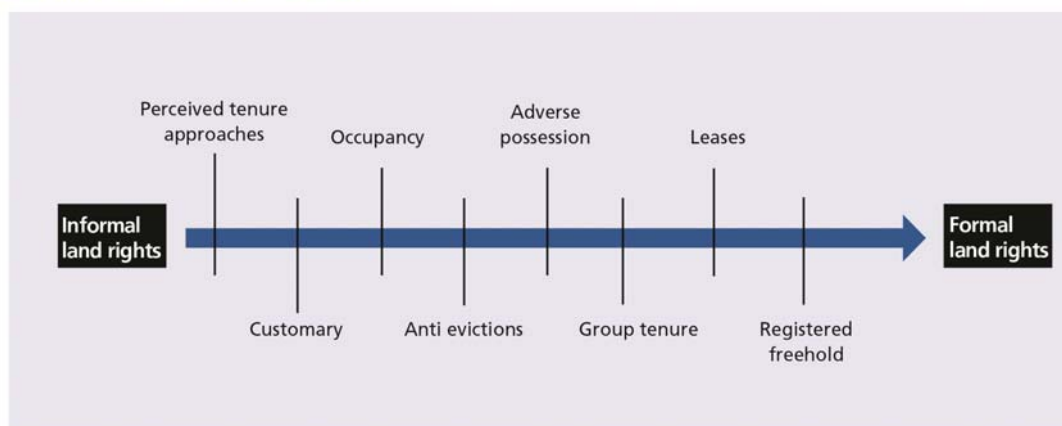 Perceived tenure
approaches
Occupancy
Adverse
possession
Leases
Informal
land rights
Formal
land rights
Customary
Anti evictions
Group tenure
Registered
freehold